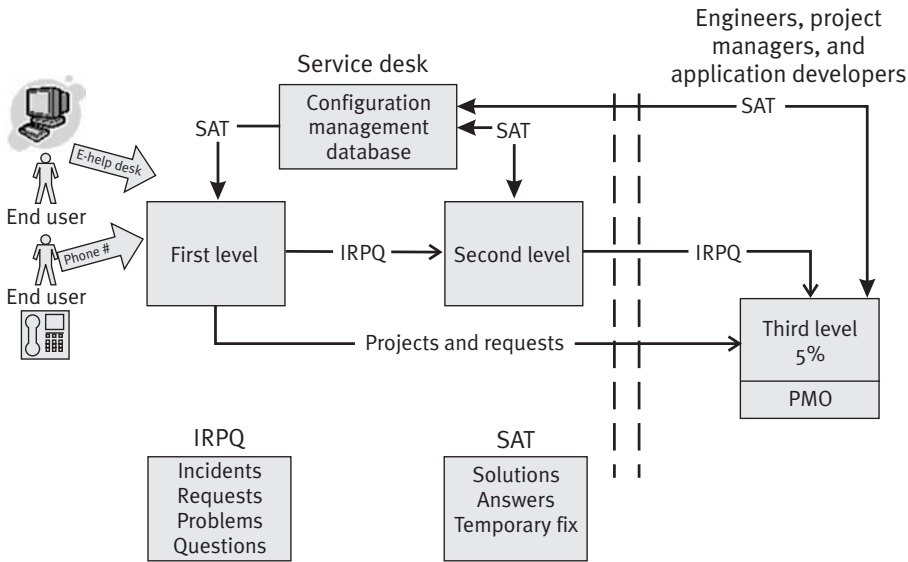 Engineers, project
managers, and
application developers
Service desk
Configuration
management
database
SAT
SAT
SAT
E-help desk
End user
Phone #
End user
First level
IRPQ
Second level
IRPQ
Projects and requests
Third level
5%
PMO
IRPQ
Incidents
Requests
Problems
Questions
SAT
Solutions
Answers
Temporary fix